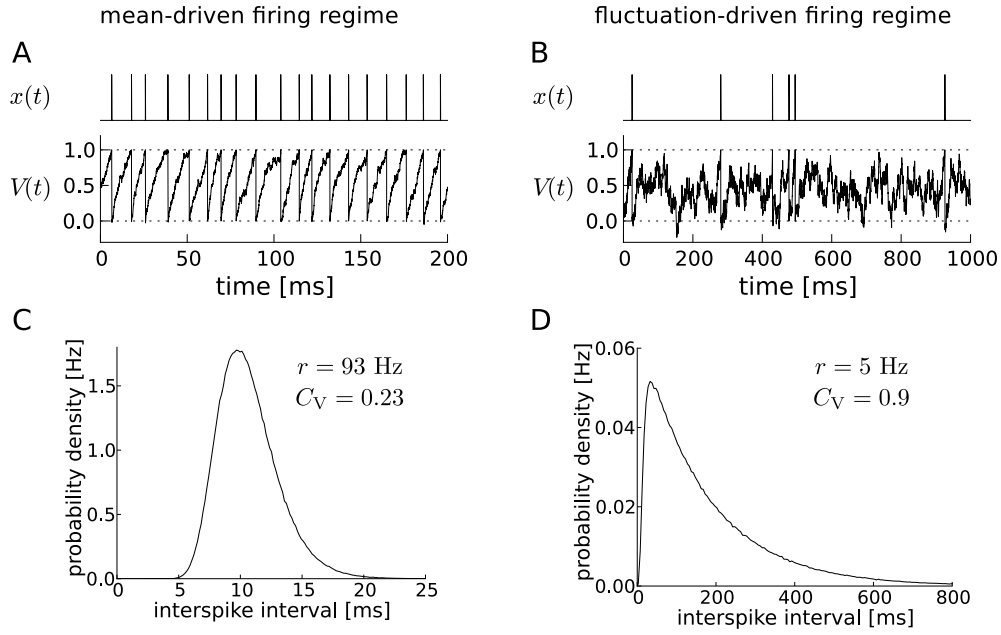 mean-driven firing regime
fluctuation-driven firing regime
A
x(t)
V(t)
1.0
0.5
0.0
0 50 100 150 200
time [ms]
B
x(t)
V(t)
1.0
0.5
0.0
0 200 400 600 800 1000
time [ms]
C
probability density [Hz]
1.5
1.0
0.5
0.0
r = 93 Hz
C_V = 0.23
0 5 10 15 20 25
interspike interval [ms]
D
probability density [Hz]
0.06
0.04
0.02
0.00
r = 5 Hz
C_V = 0.9
0 200 400 600 800
interspike interval [ms]